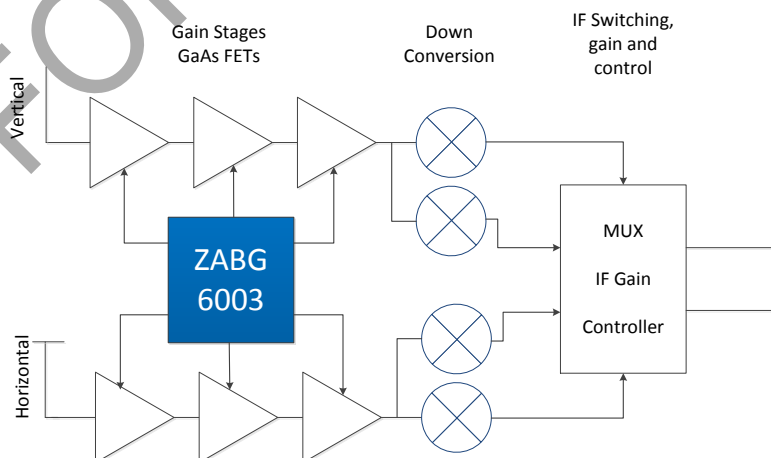 Gain Stages
GaAs FETs
Down
Conversion
IF Switching,
gain and
control
Vertical
ZABG
6003
MUX
IF Gain
Controller
Horizontal